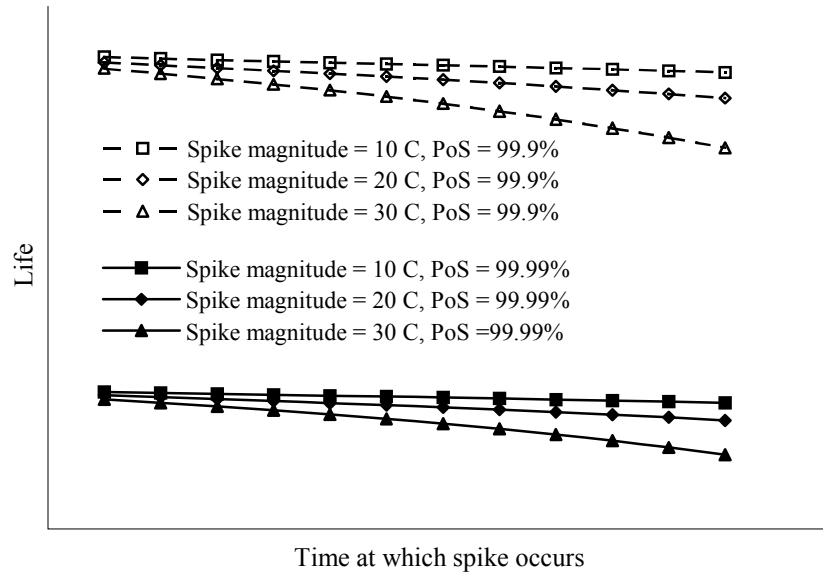 Spike magnitude = 10 C, PoS = 99.9%
Spike magnitude = 20 C, PoS = 99.9%
Spike magnitude = 30 C, PoS = 99.9%
Spike magnitude = 10 C, PoS = 99.99%
Spike magnitude = 20 C, PoS = 99.99%
Spike magnitude = 30 C, PoS =99.99%
Life
Time at which spike occurs